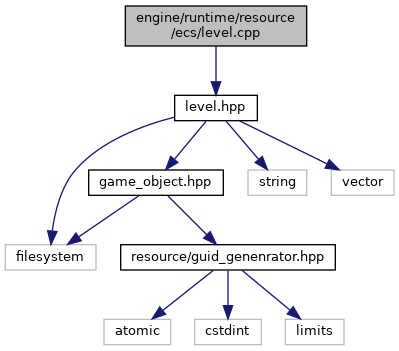 engine/runtime/resource
/ecs/level.cpp
level.hpp
game_object.hpp
string
vector
filesystem
resource/guid_genenrator.hpp
atomic
cstdint
limits